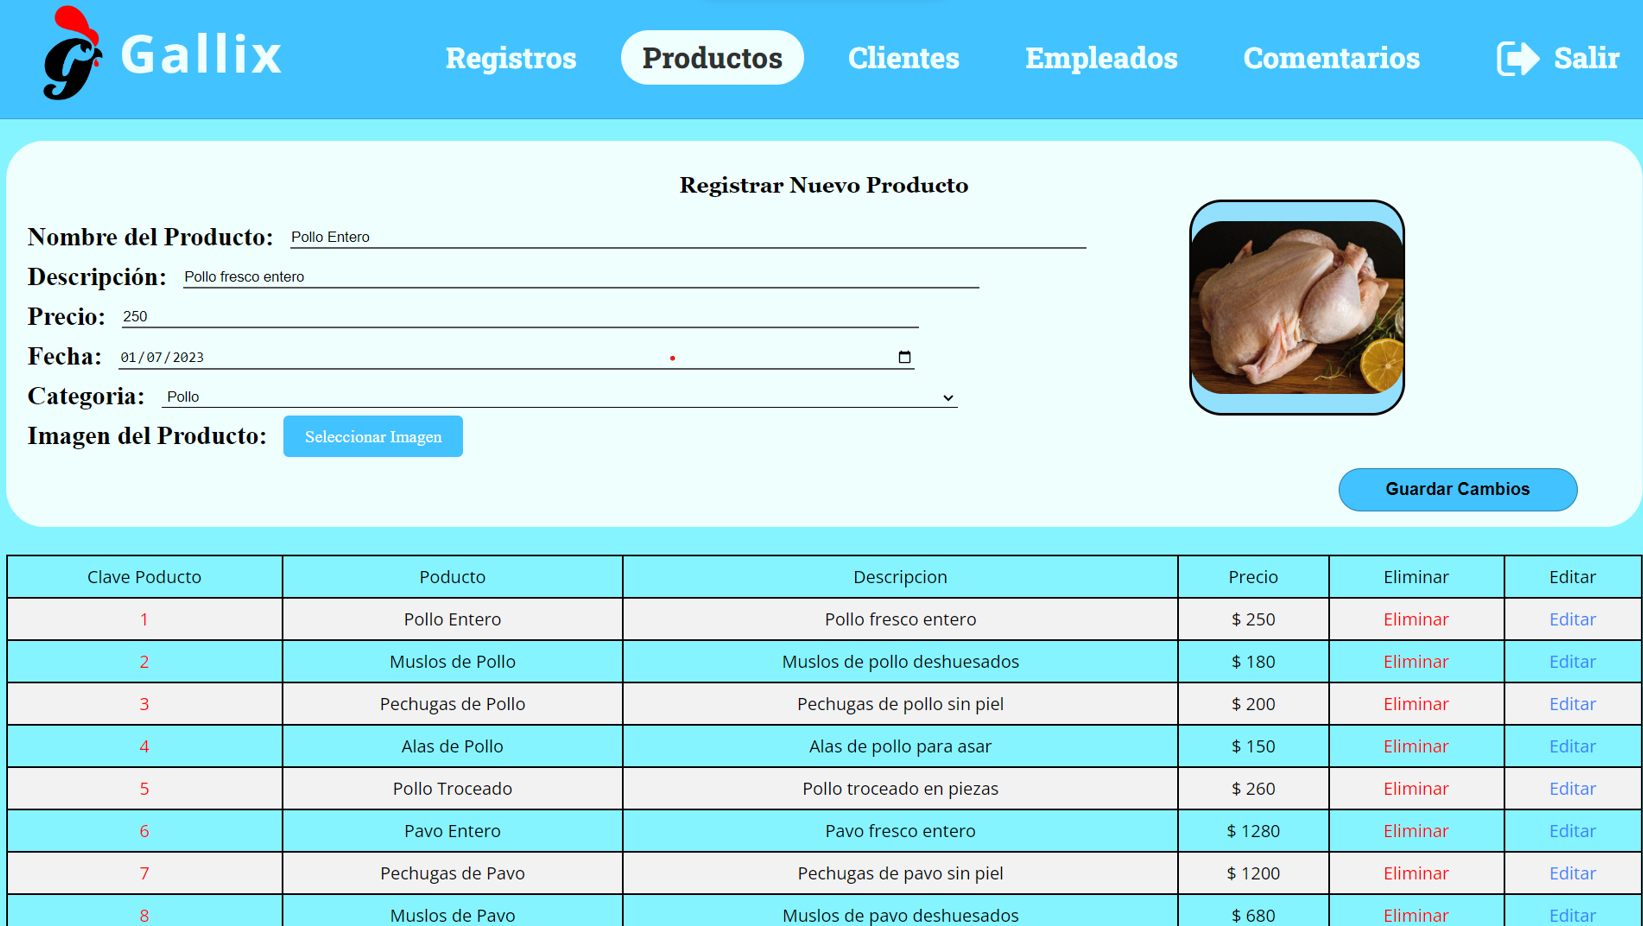 Gallix
Registros Productos Clientes Empleados Comentarios Salir
Registrar Nuevo Producto
Nombre del Producto: Pollo Entero
Descripción: Pollo fresco entero
Precio: 250
Fecha: 01/07/2023
Categoria: Pollo
Imagen del Producto: Seleccionar Imagen
Guardar Cambios
Clave Poducto Poducto Descripcion Precio Eliminar Editar
1 Pollo Entero Pollo fresco entero $ 250 Eliminar Editar
2 Muslos de Pollo Muslos de pollo deshuesados $ 180 Eliminar Editar
3 Pechugas de Pollo Pechugas de pollo sin piel $ 200 Eliminar Editar
4 Alas de Pollo Alas de pollo para asar $ 150 Eliminar Editar
5 Pollo Troceado Pollo troceado en piezas $ 260 Eliminar Editar
6 Pavo Entero Pavo fresco entero $ 1280 Eliminar Editar
7 Pechugas de Pavo Pechugas de pavo sin piel $ 1200 Eliminar Editar
8 Muslos de Pavo Muslos de pavo deshuesados $ 680 Eliminar Editar